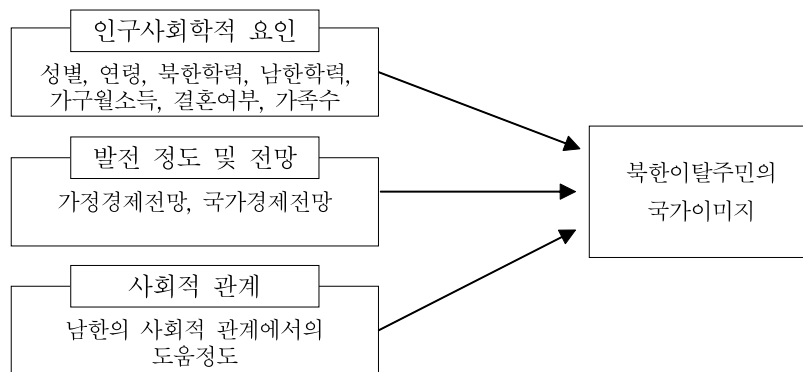 인구사회학적 요인
성별, 연령, 북한학력, 남한학력,
가구월소득, 결혼여부, 가족수
발전 정도 및 전망
가정경제전망, 국가경제전망
사회적 관계
남한의 사회적 관계에서의
도움정도
북한이탈주민의
국가이미지